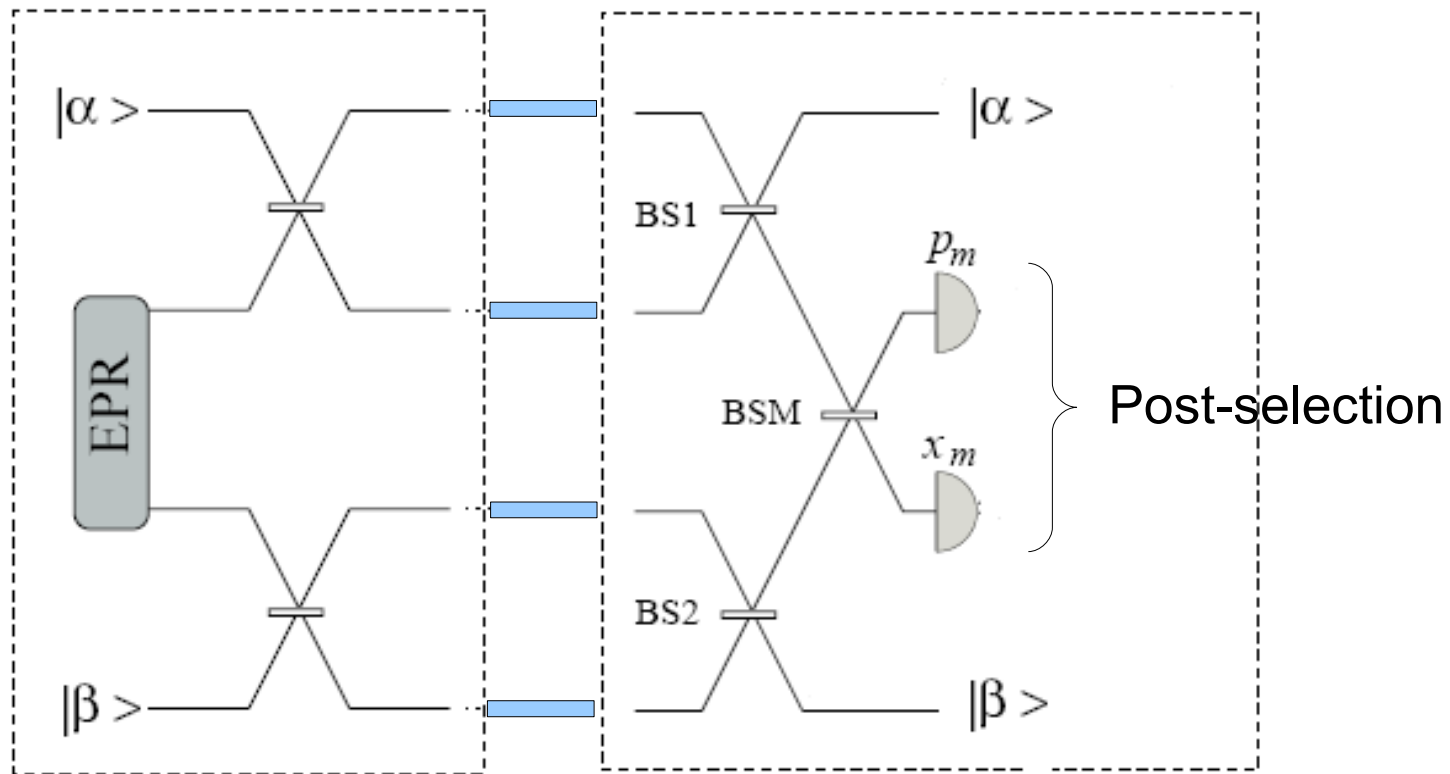 |α > |α >
BS1
p_m
EPR
BSM
Post-selection
x_m
BS2
|β > |β >